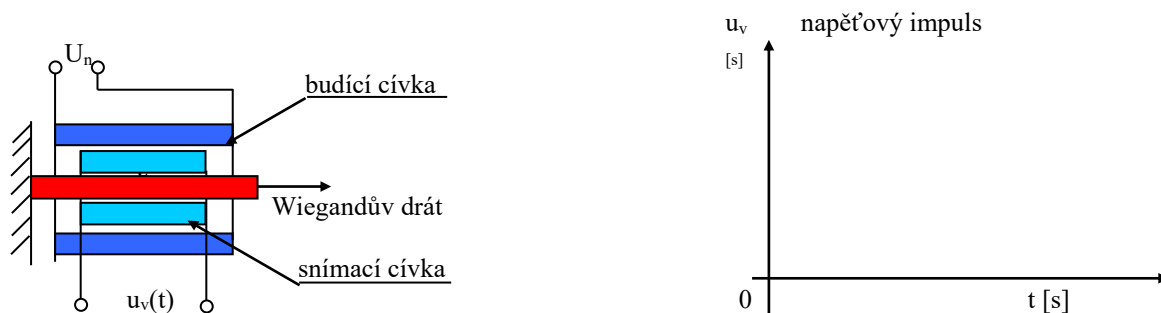 Uₙ
budící cívka
Wiegandův drát
snímací cívka
uᵥ(t)
uᵥ napěťový impuls
[s]
0 t [s]